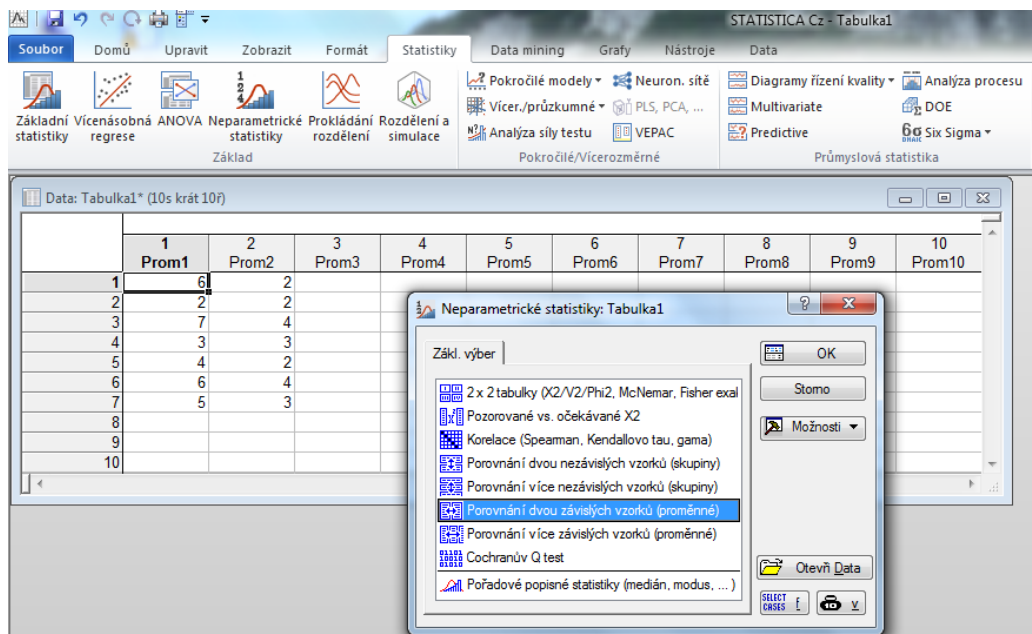 STATISTICA Cz - Tabulka1
Soubor Domů Upravit Zobrazit Formát Statistiky Data mining Grafy Nástroje Data
Základní statistiky
Vícenásobná regrese
ANOVA
Neparametrické statistiky
Prokládání rozdělení
Rozdělení a simulace
Základ
Pokročilé modely
Neuron. sítě
Vícer./průzkumné
PLS, PCA, ...
Analýza síly testu
VEPAC
Pokročilé/Vícerozměrné
Diagramy řízení kvality
Analýza procesu
Multivariate
DOE
Predictive
Six Sigma
Průmyslová statistika
Data: Tabulka1* (10s krát 10ř)
1 2 3 4 5 6 7 8 9 10
Prom1 Prom2 Prom3 Prom4 Prom5 Prom6 Prom7 Prom8 Prom9 Prom10
1 6 2
2 2 2
3 7 4
4 3 3
5 4 2
6 6 4
7 5 3
8
9
10
Neparametrické statistiky: Tabulka1
Zákl. výběr
OK
Storno
Možnosti
2 x 2 tabulky (X2/V2/Phi2, McNemar, Fisher exal
Pozorované vs. očekávané X2
Korelace (Spearman, Kendallovo tau, gama)
Porovnání dvou nezávislých vzorků (skupiny)
Porovnání více nezávislých vzorků (skupiny)
Porovnání dvou závislých vzorků (proměnné)
Porovnání více závislých vzorků (proměnné)
Cochranův Q test
Pořadové popisné statistiky (medián, modus, ... )
Otevři Data
SELECT CASES f
v